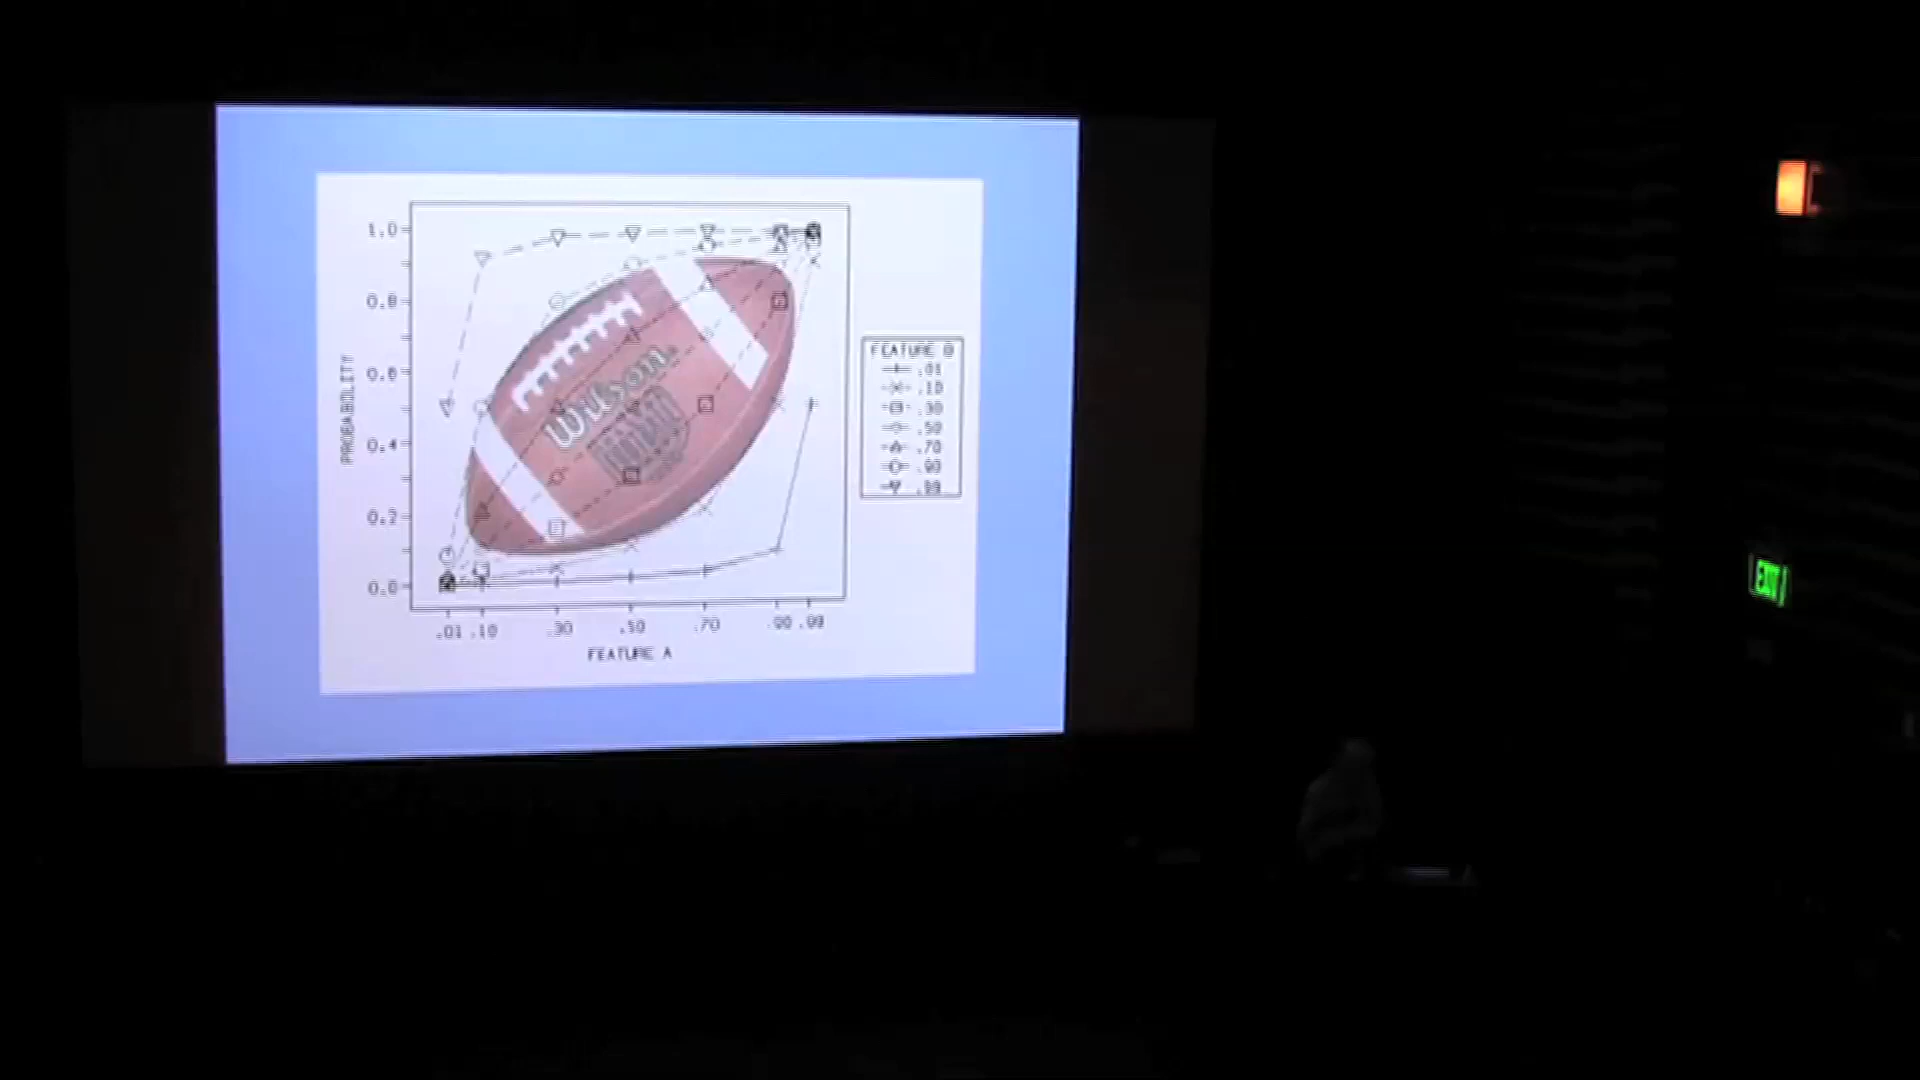 1.0
0.8
0.6
0.4
0.2
0.0
PROBABILITY
.01 .10 .30 .50 .70 .90 .99
FEATURE A
FEATURE B
.01
.10
.30
.50
.70
.90
.99
Wilson
EXIT